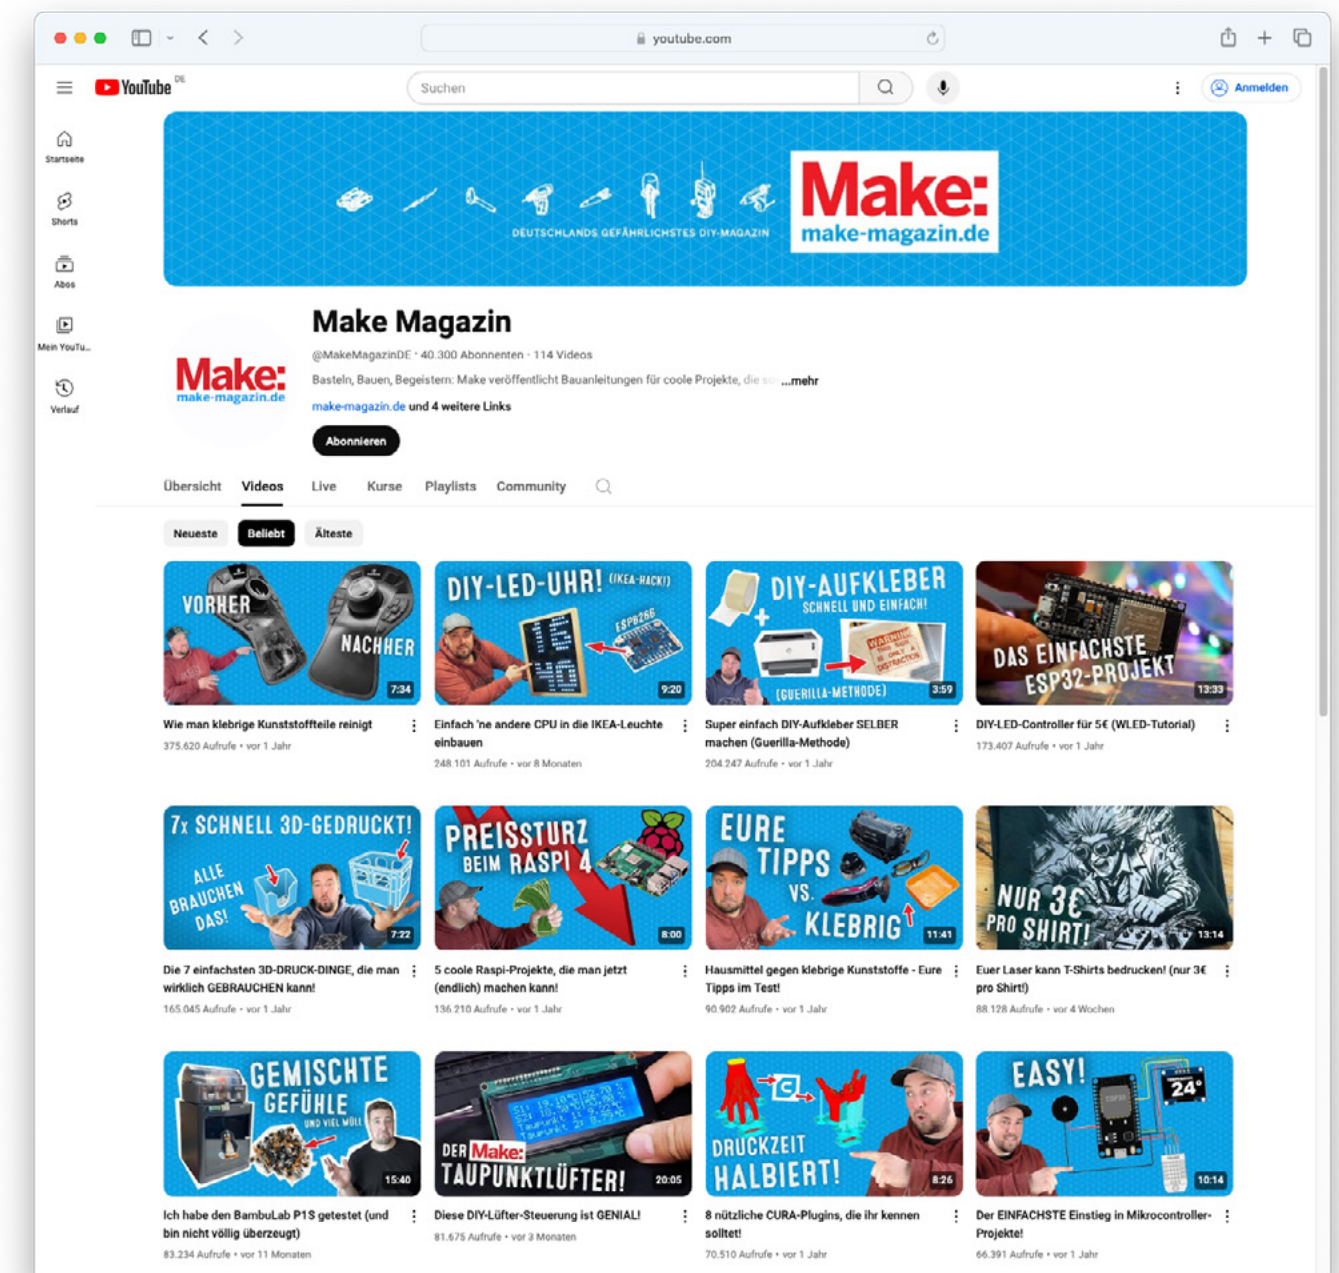 youtube.com
YouTube DE
Suchen
Anmelden
Startseite
Shorts
Abos
Mein YouTu...
Verlauf
DEUTSCHLANDS GEFÄHRLICHSTES DIY-MAGAZIN
Make:
make-magazin.de
Make:
make-magazin.de
Make Magazin
@MakeMagazinDE · 40.300 Abonnenten · 114 Videos
Basteln, Bauen, Begeistern: Make veröffentlicht Bauanleitungen für coole Projekte, die so ...mehr
make-magazin.de und 4 weitere Links
Abonnieren
Übersicht Videos Live Kurse Playlists Community
Neueste Beliebt Älteste
VORHER
NACHHER
7:34
Wie man klebrige Kunststoffteile reinigt
375.620 Aufrufe • vor 1 Jahr
DIY-LED-UHR! (IKEA-HACK!)
ESP8266
9:20
Einfach 'ne andere CPU in die IKEA-Leuchte
einbauen
248.101 Aufrufe • vor 8 Monaten
DIY-AUFKLEBER
SCHNELL UND EINFACH!
WARNING
THIS SIGN
IS ONLY A
DISTRACTION
(GUERILLA-METHODE)
3:59
Super einfach DIY-Aufkleber SELBER
machen (Guerilla-Methode)
204.247 Aufrufe • vor 1 Jahr
DAS EINFACHSTE
ESP32-PROJEKT
13:33
DIY-LED-Controller für 5€ (WLED-Tutorial)
173.407 Aufrufe • vor 1 Jahr
7x SCHNELL 3D-GEDRUCKT!
ALLE
BRAUCHEN
DAS!
7:22
Die 7 einfachsten 3D-DRUCK-DINGE, die man
wirklich GEBRAUCHEN kann!
165.045 Aufrufe • vor 1 Jahr
PREISSTURZ
BEIM RASPI 4
8:00
5 coole Raspi-Projekte, die man jetzt
(endlich) machen kann!
136.210 Aufrufe • vor 1 Jahr
EURE
TIPPS
VS.
KLEBRIG
11:41
Hausmittel gegen klebrige Kunststoffe - Eure
Tipps im Test!
90.902 Aufrufe • vor 1 Jahr
NUR 3€
PRO SHIRT!
13:14
Euer Laser kann T-Shirts bedrucken! (nur 3€
pro Shirt!)
88.128 Aufrufe • vor 4 Wochen
GEMISCHTE
GEFÜHLE
UND VIEL MÜLL
15:40
Ich habe den BambuLab P1S getestet (und
bin nicht völlig überzeugt)
83.234 Aufrufe • vor 11 Monaten
DER Make:
TAUPUNKTLÜFTER!
20:05
Diese DIY-Lüfter-Steuerung ist GENIAL!
81.675 Aufrufe • vor 3 Monaten
DRUCKZEIT
HALBIERT!
8:26
8 nützliche CURA-Plugins, die ihr kennen
solltet!
70.510 Aufrufe • vor 1 Jahr
EASY!
24°
10:14
Der EINFACHSTE Einstieg in Mikrocontroller-
Projekte!
66.391 Aufrufe • vor 1 Jahr